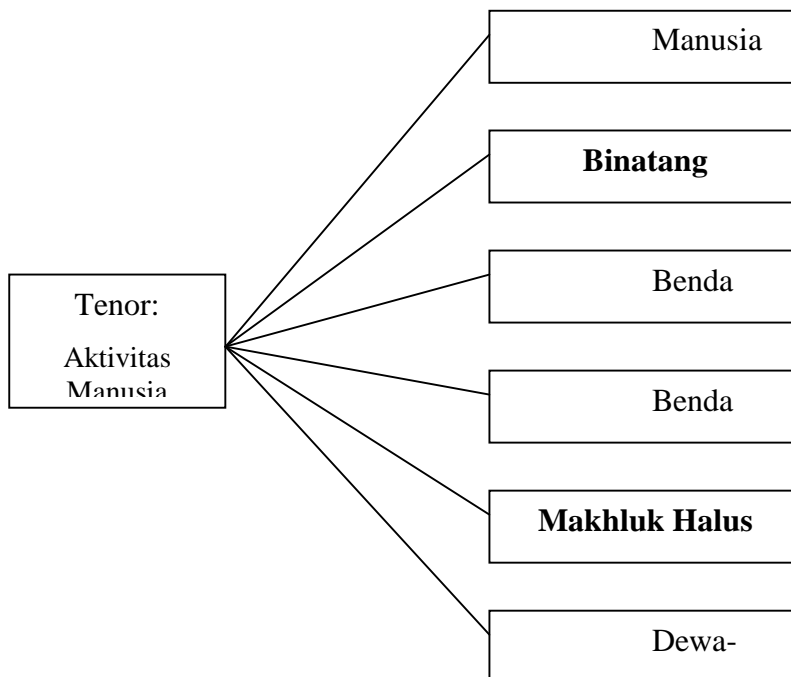 Manusia
Binatang
Benda
Tenor:
Aktivitas
Manusia
Benda
Makhluk Halus
Dewa-